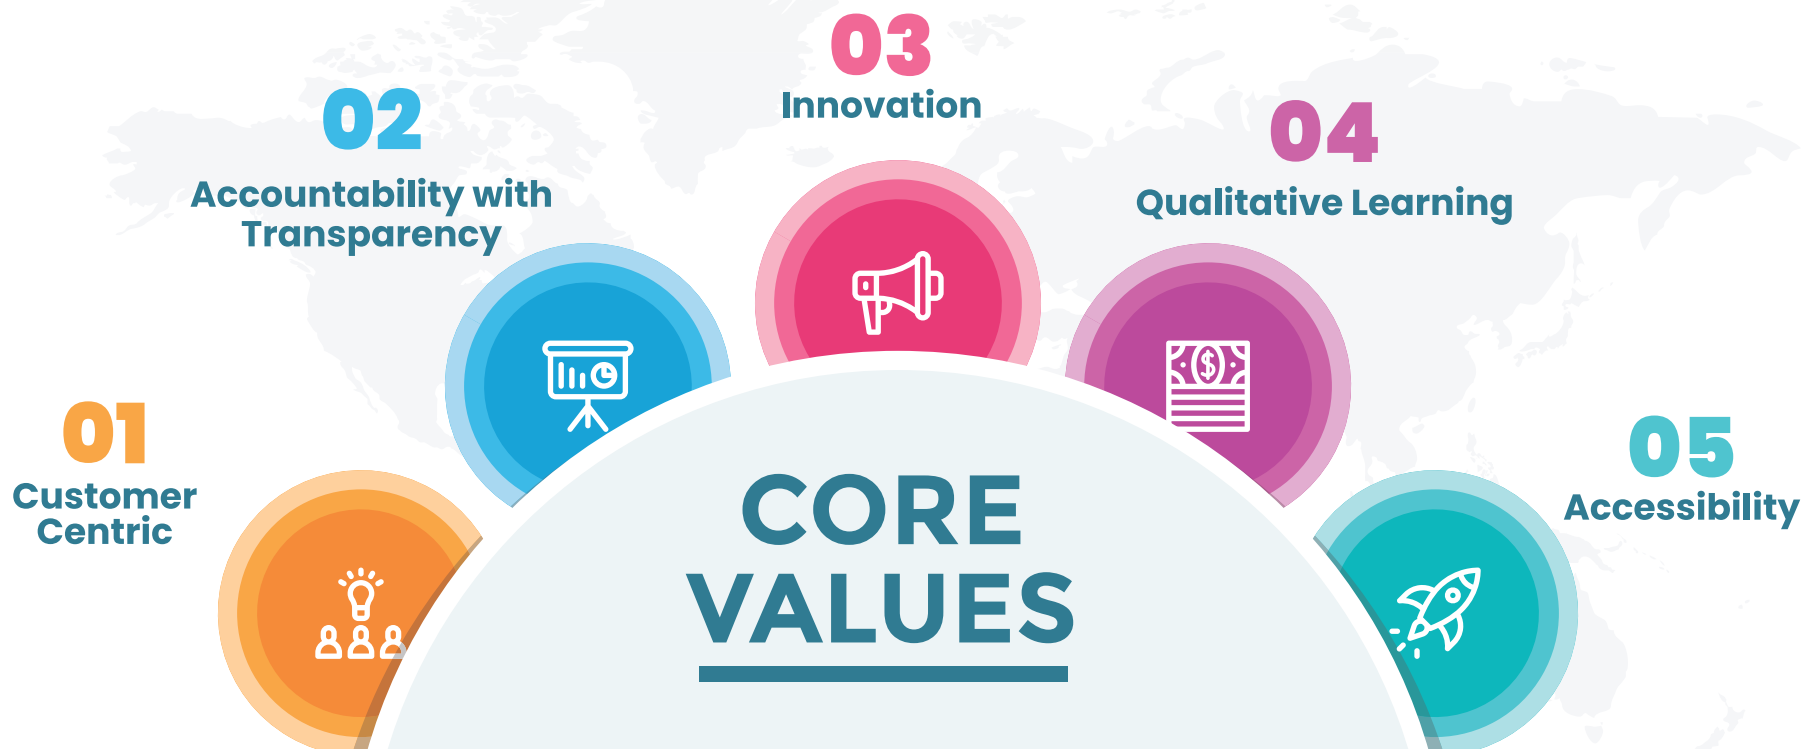 01
Customer
Centric
02
Accountability with
Transparency
03
Innovation
04
Qualitative Learning
05
Accessibility
CORE
VALUES
$